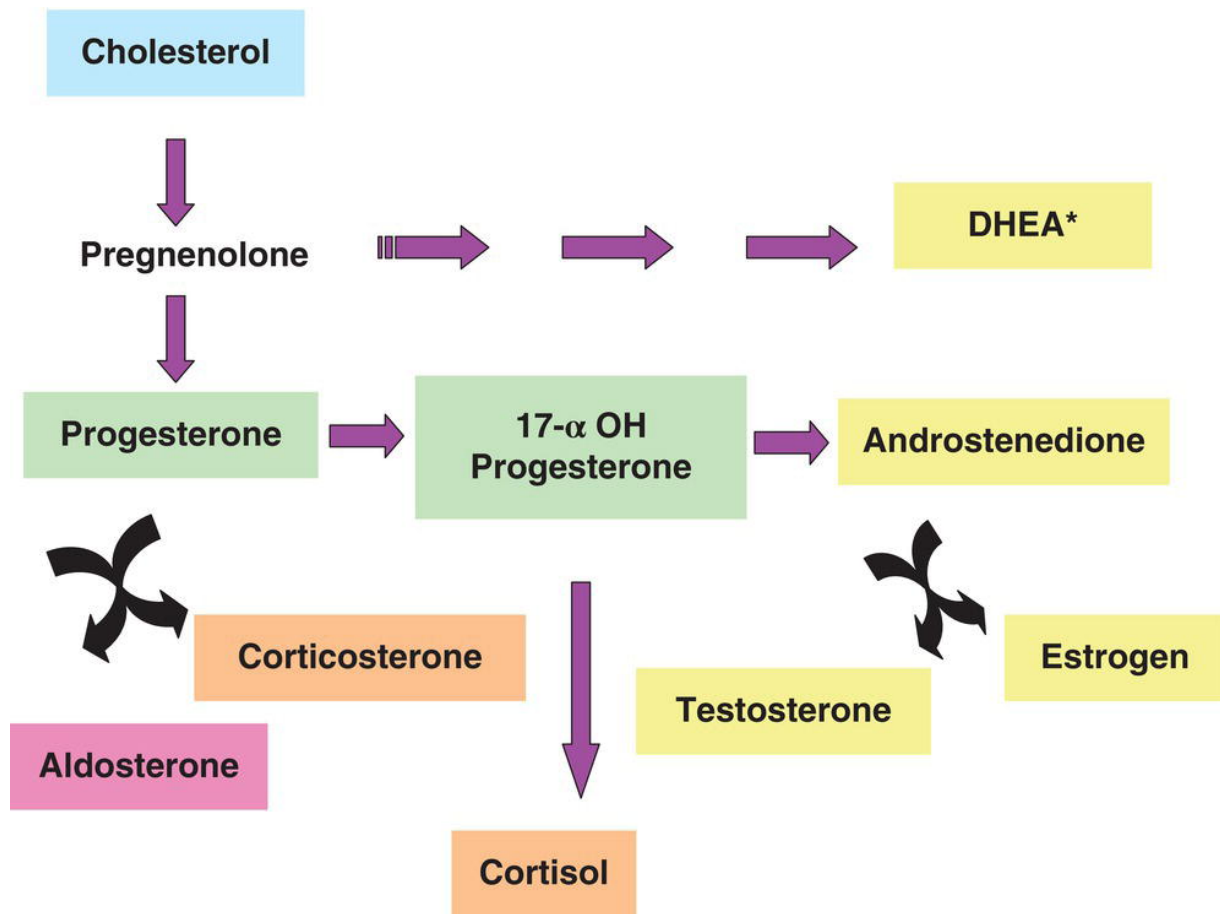 Cholesterol
Pregnenolone
DHEA*
Progesterone
17-α OH
Progesterone
Androstenedione
Corticosterone
Estrogen
Testosterone
Aldosterone
Cortisol